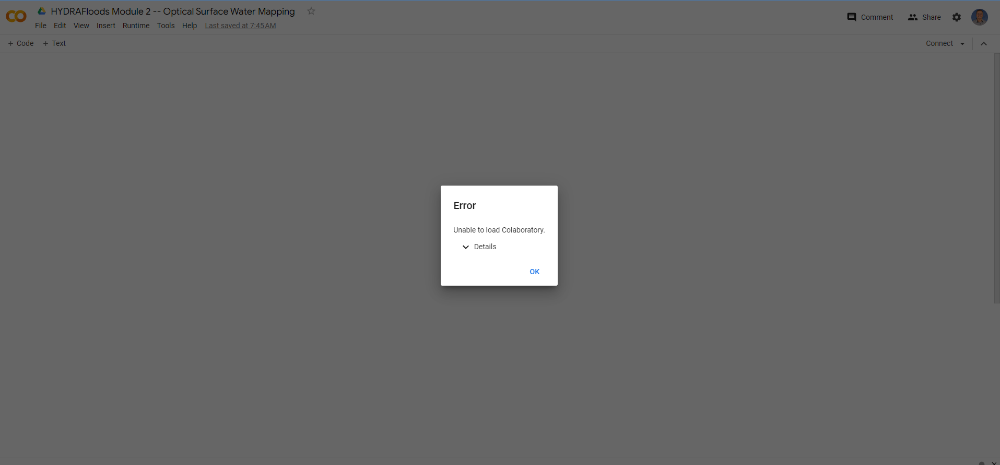 HYDRAFloods Module 2 -- Optical Surface Water Mapping
File Edit View Insert Runtime Tools Help Last saved at 7:45 AM
Comment Share
+ Code + Text
Connect
Error
Unable to load Colaboratory.
Details
OK